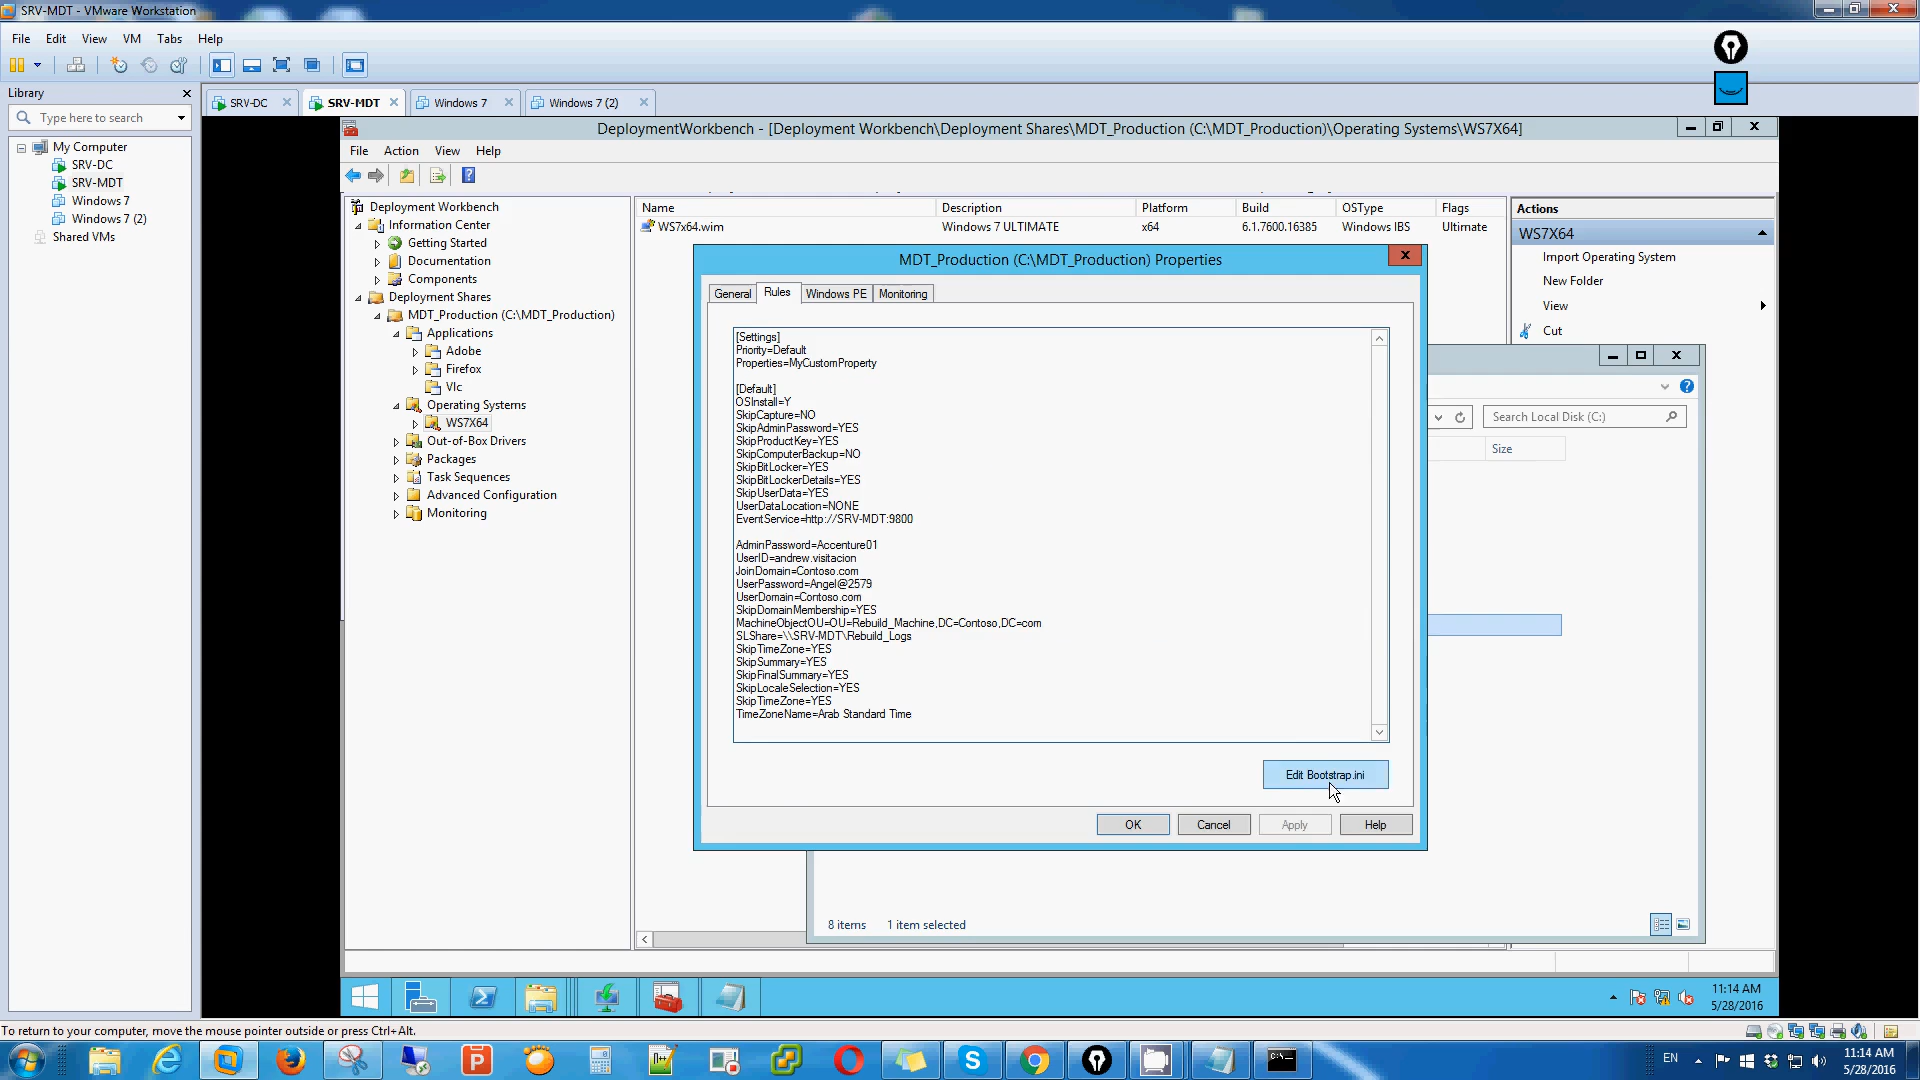 SRV-MDT - VMware Workstation
File Edit View VM Tabs Help
Library
Type here to search
My Computer
SRV-DC
SRV-MDT
Windows 7
Windows 7 (2)
Shared VMs
SRV-DC SRV-MDT Windows 7 Windows 7 (2)
DeploymentWorkbench - [Deployment Workbench\Deployment Shares\MDT_Production (C:\MDT_Production)\Operating Systems\WS7X64]
File Action View Help
Deployment Workbench
Information Center
Getting Started
Documentation
Components
Deployment Shares
MDT_Production (C:\MDT_Production)
Applications
Adobe
Firefox
Vlc
Operating Systems
WS7X64
Out-of-Box Drivers
Packages
Task Sequences
Advanced Configuration
Monitoring
Name Description Platform Build OSType Flags
WS7x64.wim Windows 7 ULTIMATE x64 6.1.7600.16385 Windows IBS Ultimate
Actions
WS7X64
Import Operating System
New Folder
View
Cut
MDT_Production (C:\MDT_Production) Properties
General Rules Windows PE Monitoring
[Settings]
Priority=Default
Properties=MyCustomProperty
[Default]
OSInstall=Y
SkipCapture=NO
SkipAdminPassword=YES
SkipProductKey=YES
SkipComputerBackup=NO
SkipBitLocker=YES
SkipBitLockerDetails=YES
SkipUserData=YES
UserDataLocation=NONE
EventService=http://SRV-MDT:9800
AdminPassword=Accenture01
UserID=andrew.visitacion
JoinDomain=Contoso.com
UserPassword=Angel@2579
UserDomain=Contoso.com
SkipDomainMembership=YES
MachineObjectOU=OU=Rebuild_Machine,DC=Contoso,DC=com
SLShare=\\SRV-MDT\Rebuild_Logs
SkipTimeZone=YES
SkipSummary=YES
SkipFinalSummary=YES
SkipLocaleSelection=YES
SkipTimeZone=YES
TimeZoneName=Arab Standard Time
Edit Bootstrap.ini
OK Cancel Apply Help
Search Local Disk (C:)
Size
8 items 1 item selected
11:14 AM
5/28/2016
To return to your computer, move the mouse pointer outside or press Ctrl+Alt.
EN
11:14 AM
5/28/2016